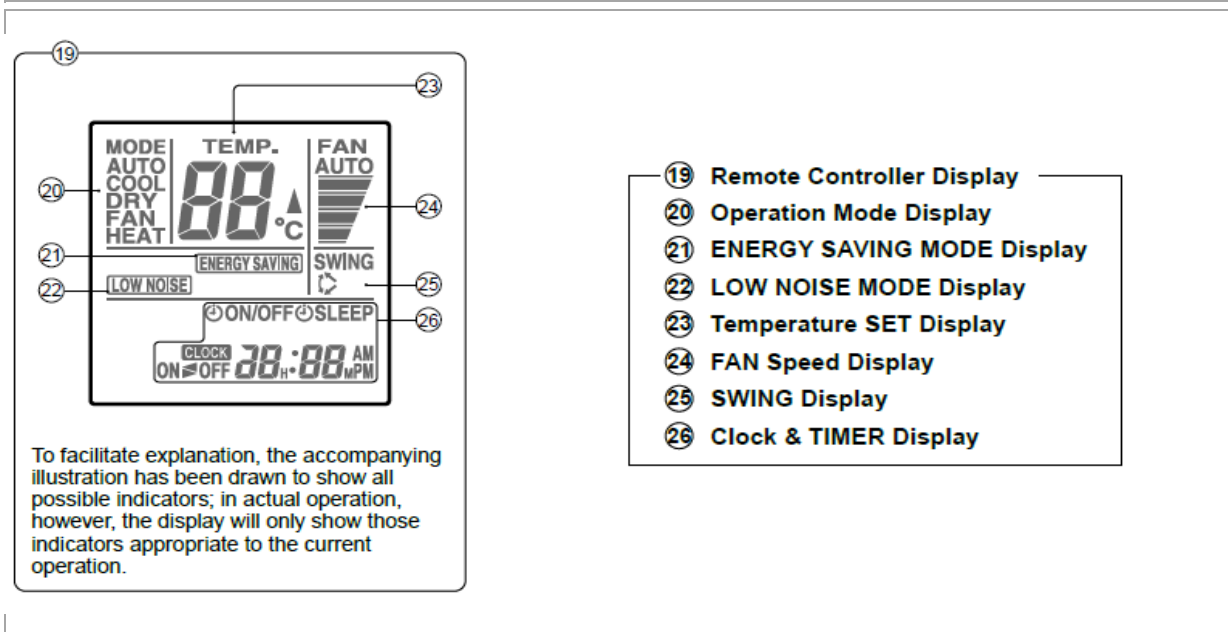 19
23
MODE
AUTO
COOL
DRY
FAN
HEAT
TEMP.
88
°C
FAN
AUTO
20
24
21
ENERGY SAVING
SWING
22
LOW NOISE
25
ON/OFF SLEEP
26
CLOCK
ON OFF 28H:88M AM
PM
To facilitate explanation, the accompanying
illustration has been drawn to show all
possible indicators; in actual operation,
however, the display will only show those
indicators appropriate to the current
operation.
19 Remote Controller Display
20 Operation Mode Display
21 ENERGY SAVING MODE Display
22 LOW NOISE MODE Display
23 Temperature SET Display
24 FAN Speed Display
25 SWING Display
26 Clock & TIMER Display